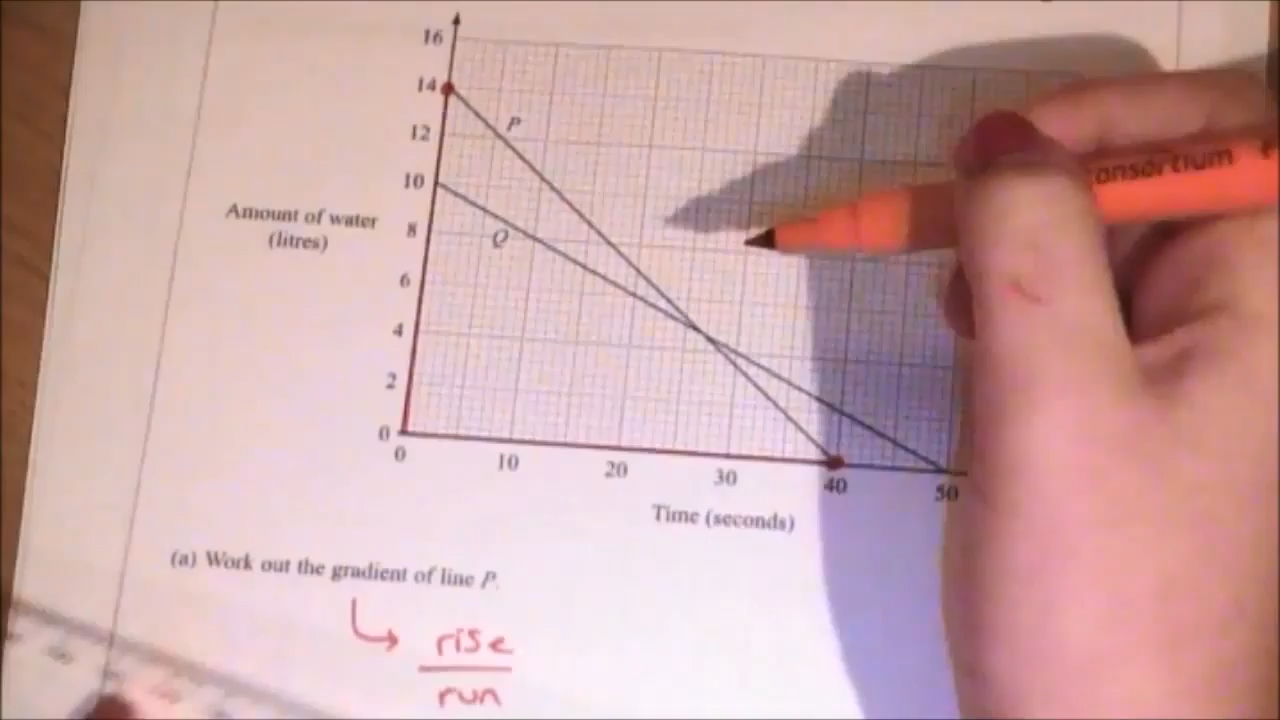 16
14
12
10
8
6
4
2
0
P
Q
Amount of water
(litres)
0 10 20 30 40 50
Time (seconds)
(a) Work out the gradient of line P.
rise
run
onsortium